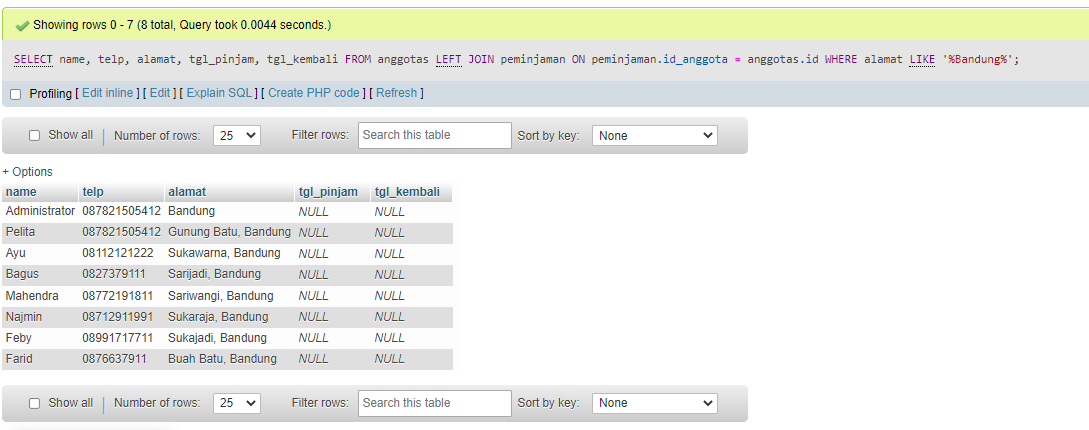 Showing rows 0 - 7 (8 total, Query took 0.0044 seconds.)
SELECT name, telp, alamat, tgl_pinjam, tgl_kembali FROM anggotas LEFT JOIN peminjaman ON peminjaman.id_anggota = anggotas.id WHERE alamat LIKE '%Bandung%';
Profiling [ Edit inline ] [ Edit ] [ Explain SQL ] [ Create PHP code ] [ Refresh ]
Show all Number of rows: 25 Filter rows: Search this table Sort by key: None
+ Options
name telp alamat tgl_pinjam tgl_kembali
Administrator 087821505412 Bandung NULL NULL
Pelita 087821505412 Gunung Batu, Bandung NULL NULL
Ayu 08112121222 Sukawarna, Bandung NULL NULL
Bagus 0827379111 Sarijadi, Bandung NULL NULL
Mahendra 08772191811 Sariwangi, Bandung NULL NULL
Najmin 08712911991 Sukaraja, Bandung NULL NULL
Feby 08991717711 Sukajadi, Bandung NULL NULL
Farid 0876637911 Buah Batu, Bandung NULL NULL
Show all Number of rows: 25 Filter rows: Search this table Sort by key: None